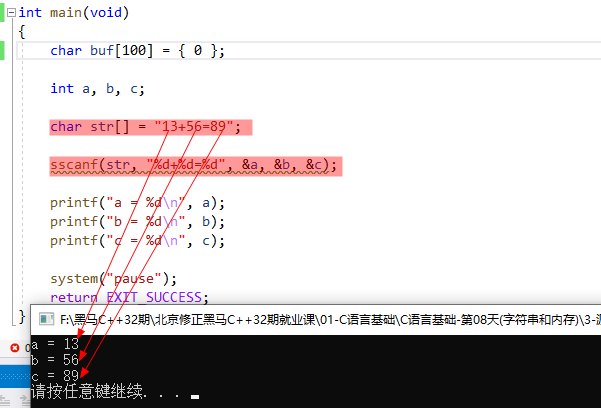 int main(void)
{
char buf[100] = { 0 };
int a, b, c;
char str[] = "13+56=89";
sscanf(str, "%d+%d=%d", &a, &b, &c);
printf("a = %d\n", a);
printf("b = %d\n", b);
printf("c = %d\n", c);
system("pause");
return EXIT_SUCCESS;
}
F:\黑马C++32期\北京修正黑马C++32期就业课\01-C语言基础\C语言基础-第08天(字符串和内存)\3-
a = 13
b = 56
c = 89
请按任意键继续. . .